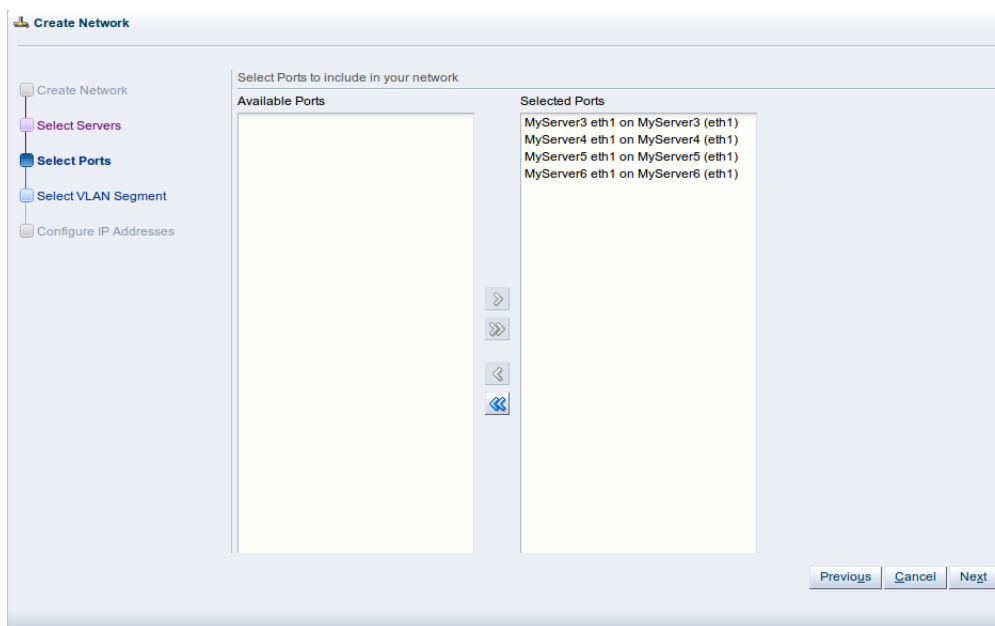 Create Network
Create Network
Select Servers
Select Ports
Select VLAN Segment
Configure IP Addresses
Select Ports to include in your network
Available Ports
Selected Ports
MyServer3 eth1 on MyServer3 (eth1)
MyServer4 eth1 on MyServer4 (eth1)
MyServer5 eth1 on MyServer5 (eth1)
MyServer6 eth1 on MyServer6 (eth1)
Previous
Cancel
Next